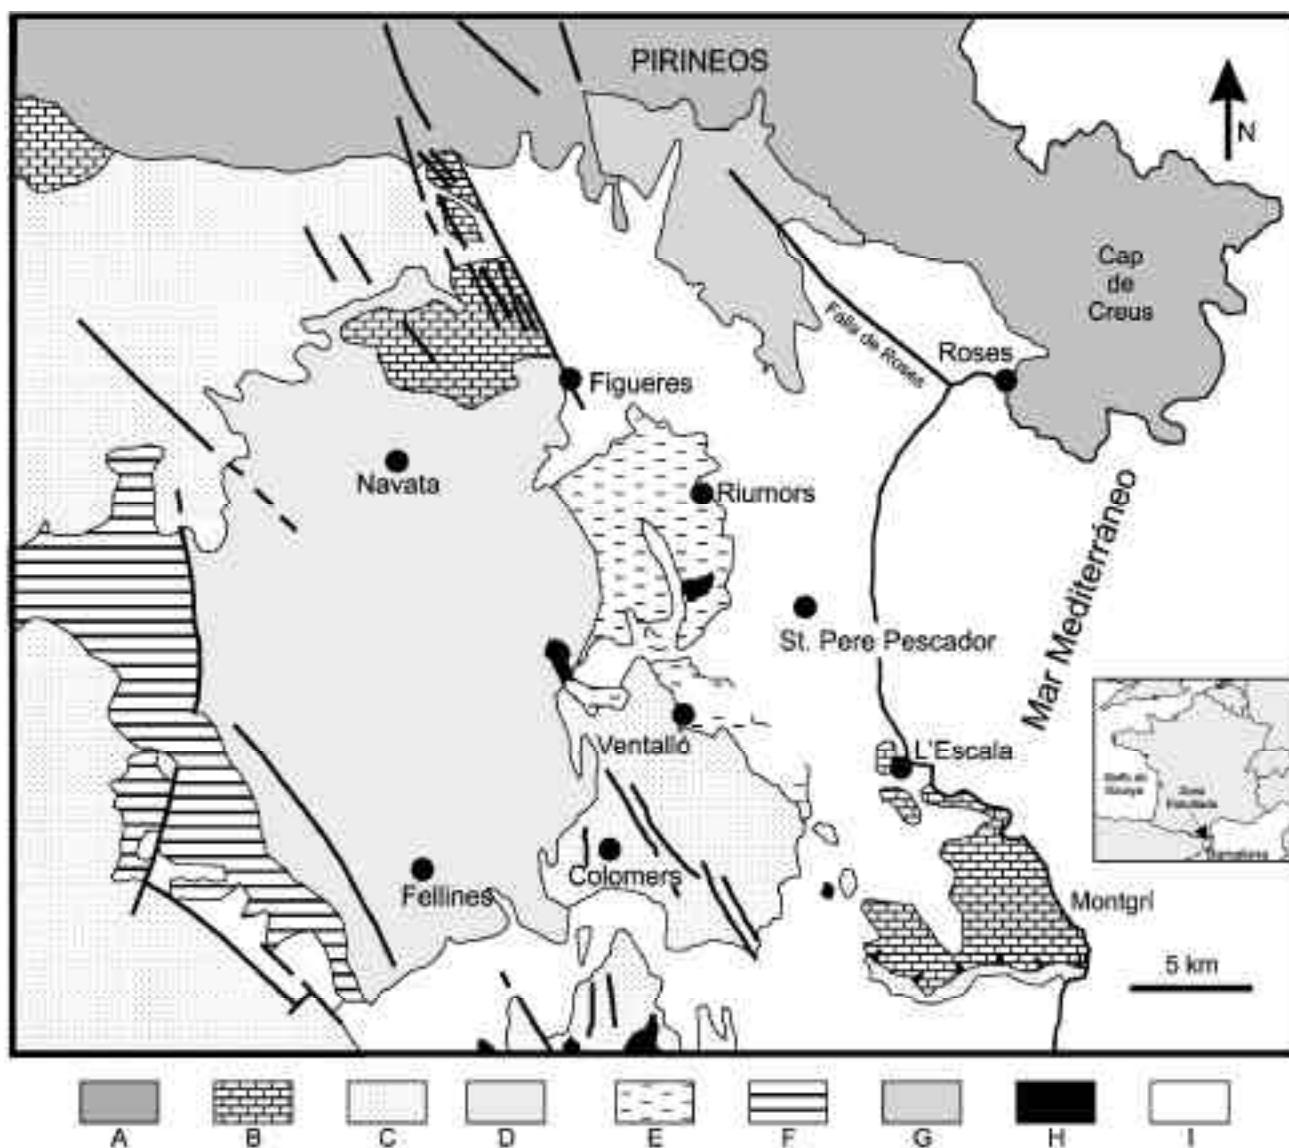 PIRINEOS
N
Cap
de
Creus
Falla de Roses
Roses
Figueres
Navata
Riumors
Mar Mediterráneo
St. Pere Pescador
Ventalló
L'Escala
Colomers
Fellines
Montgrí
5 km
Zona
Barcelona
A B C D E F G H I